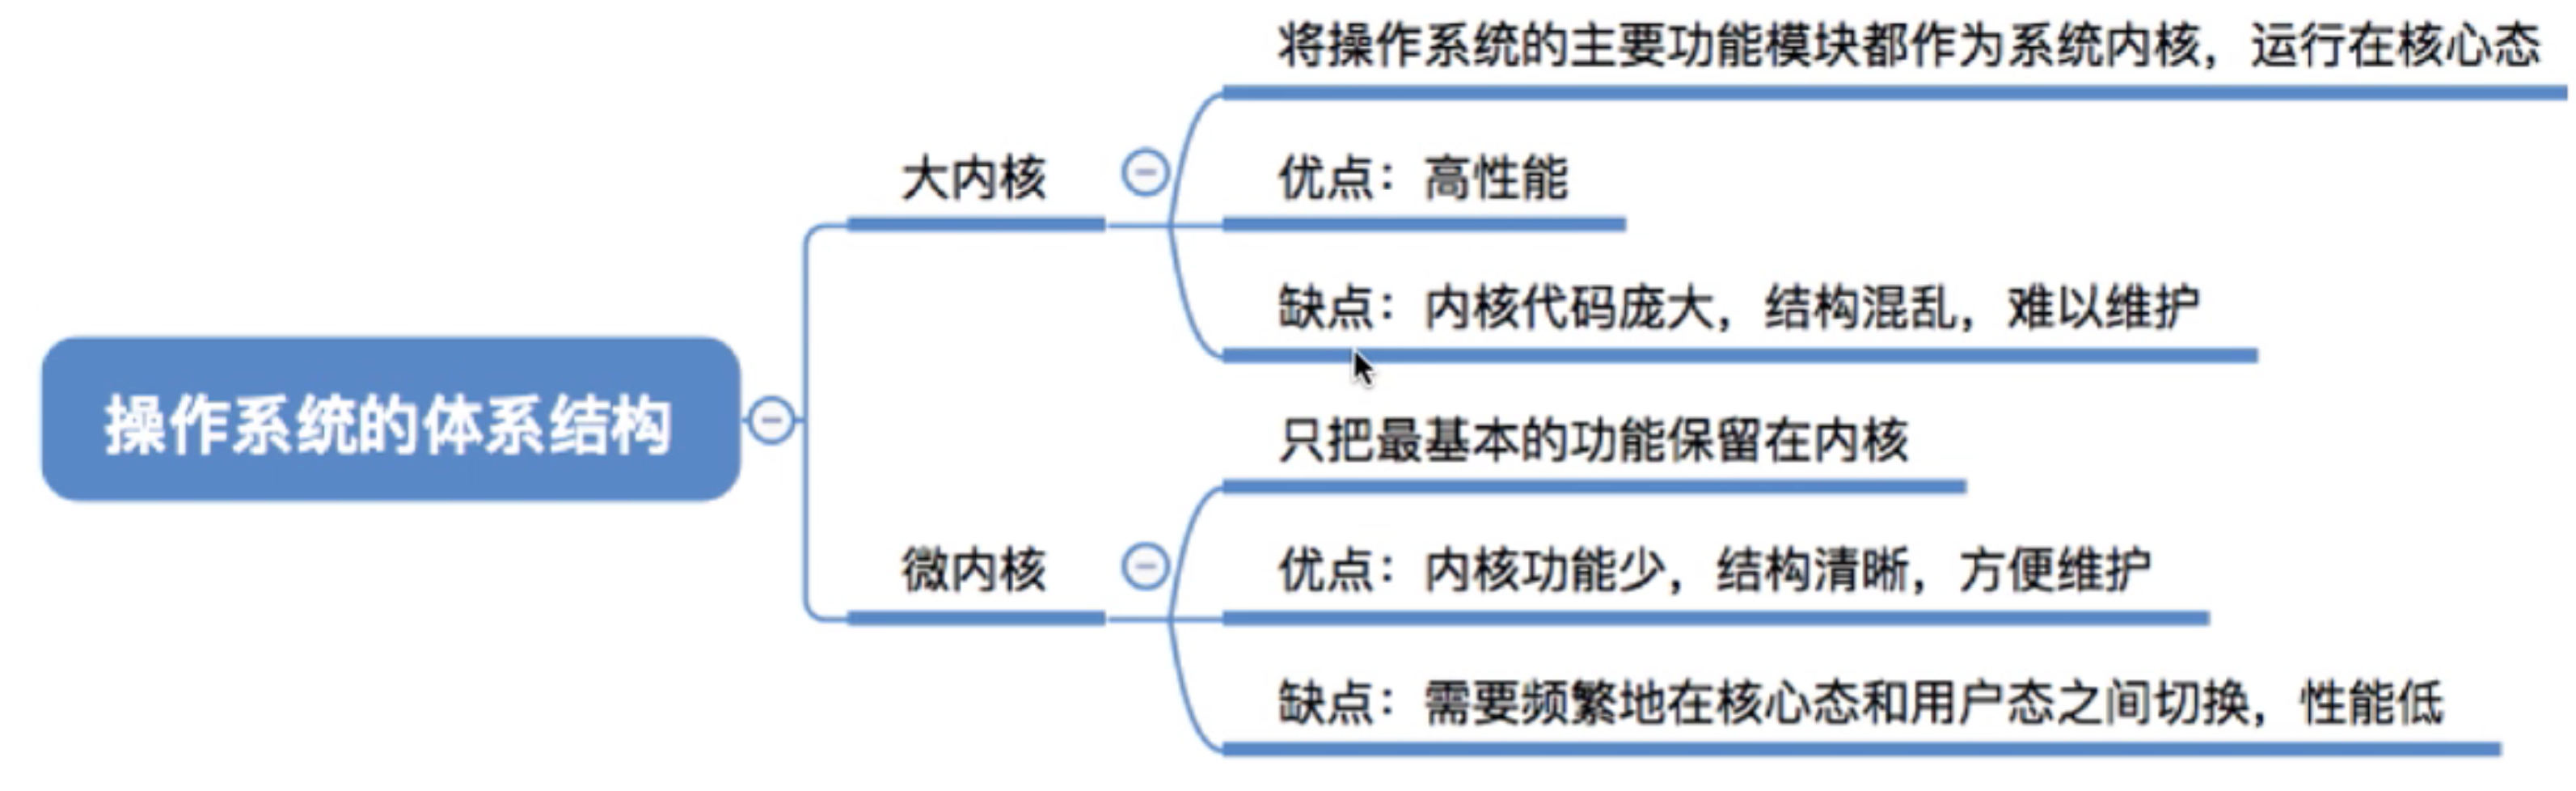 操作系统的体系结构
大内核
将操作系统的主要功能模块都作为系统内核，运行在核心态
优点：高性能
缺点：内核代码庞大，结构混乱，难以维护
微内核
只把最基本的功能保留在内核
优点：内核功能少，结构清晰，方便维护
缺点：需要频繁地在核心态和用户态之间切换，性能低